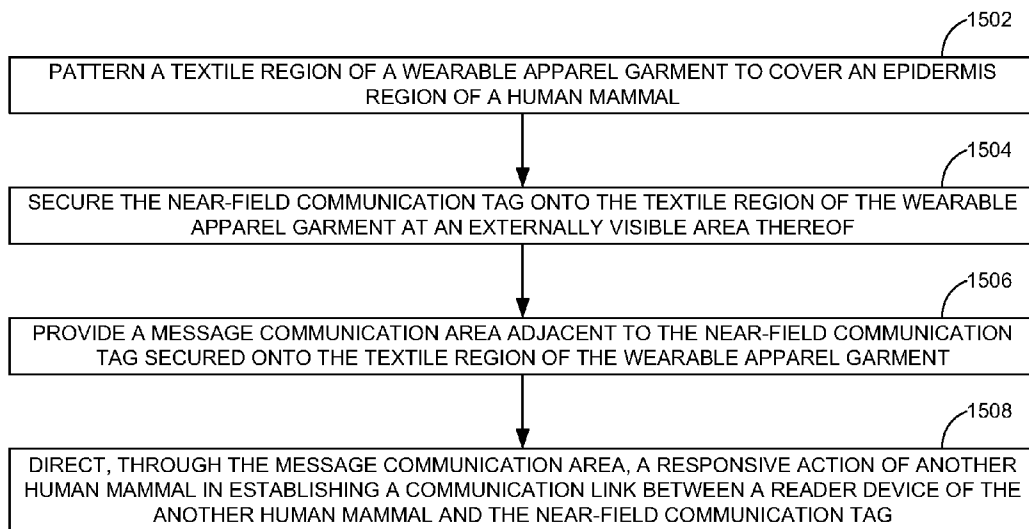 1502
PATTERN A TEXTILE REGION OF A WEARABLE APPAREL GARMENT TO COVER AN EPIDERMIS
REGION OF A HUMAN MAMMAL
1504
SECURE THE NEAR-FIELD COMMUNICATION TAG ONTO THE TEXTILE REGION OF THE WEARABLE
APPAREL GARMENT AT AN EXTERNALLY VISIBLE AREA THEREOF
1506
PROVIDE A MESSAGE COMMUNICATION AREA ADJACENT TO THE NEAR-FIELD COMMUNICATION
TAG SECURED ONTO THE TEXTILE REGION OF THE WEARABLE APPAREL GARMENT
1508
DIRECT, THROUGH THE MESSAGE COMMUNICATION AREA, A RESPONSIVE ACTION OF ANOTHER
HUMAN MAMMAL IN ESTABLISHING A COMMUNICATION LINK BETWEEN A READER DEVICE OF THE
ANOTHER HUMAN MAMMAL AND THE NEAR-FIELD COMMUNICATION TAG